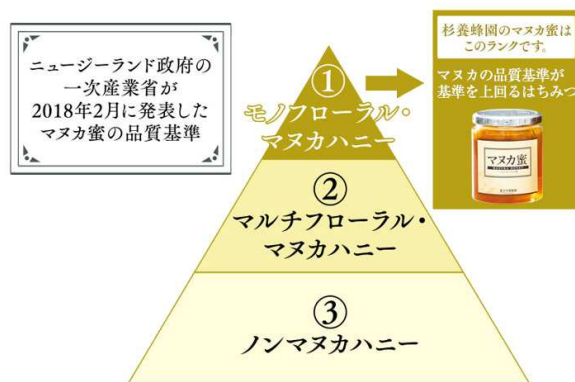 ニュージーランド政府の
一次産業省が
2018年2月に発表した
マヌカ蜜の品質基準
①
モノフローラル・
マヌカハニー
杉養蜂園のマヌカ蜜は
このランクです。
マヌカの品質基準が
基準を上回るはちみつ
マヌカ蜜
②
マルチフローラル・
マヌカハニー
③
ノンマヌカハニー